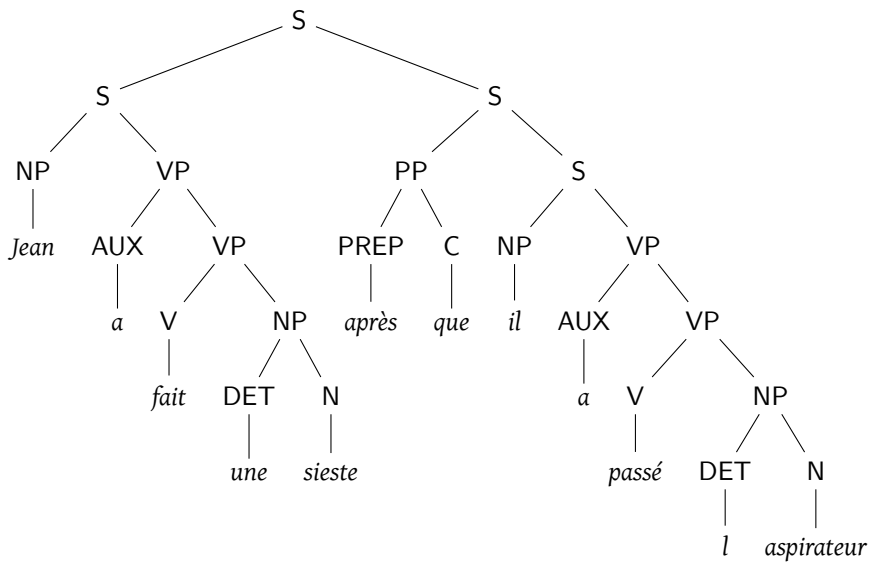 S
S S
NP VP PP S
Jean AUX VP PREP C NP VP
a V NP après que il AUX VP
fait DET N a V NP
une sieste passé DET N
l aspirateur